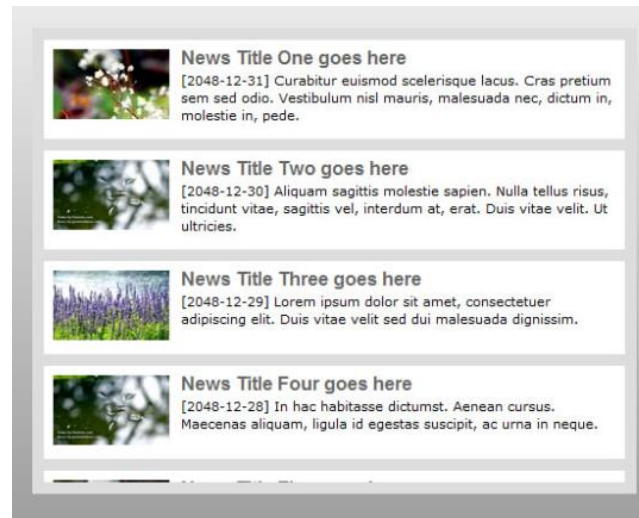 News Title One goes here
[2048-12-31] Curabitur euismod scelerisque lacus. Cras pretium
sem sed odio. Vestibulum nisl mauris, malesuada nec, dictum in,
molestie in, pede.
News Title Two goes here
[2048-12-30] Aliquam sagittis molestie sapien. Nulla tellus risus,
tincidunt vitae, sagittis vel, interdum at, erat. Duis vitae velit. Ut
ultricies.
News Title Three goes here
[2048-12-29] Lorem ipsum dolor sit amet, consectetuer
adipiscing elit. Duis vitae velit sed dui malesuada dignissim.
News Title Four goes here
[2048-12-28] In hac habitasse dictumst. Aenean cursus.
Maecenas aliquam, ligula id egestas suscipit, ac urna in neque.